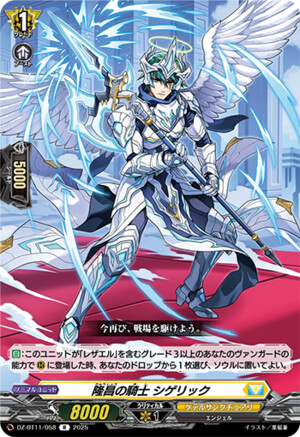 1
グレード
ブースト
シールド
5000
今再び、戦場を駆けよう。
:このユニットが「レザエル」を含むグレード3以上のあなたのヴァンガードの
能力で に登場した時、あなたのドロップから1枚選び、ソウルに置いてよい。
ノーマルユニット
隆昌の騎士 シゲリック
パワー
8000
クリティカル
1
ケテルサンクチュアリ
エンジェル
DZ-BT11/058 R 2025
イラスト/